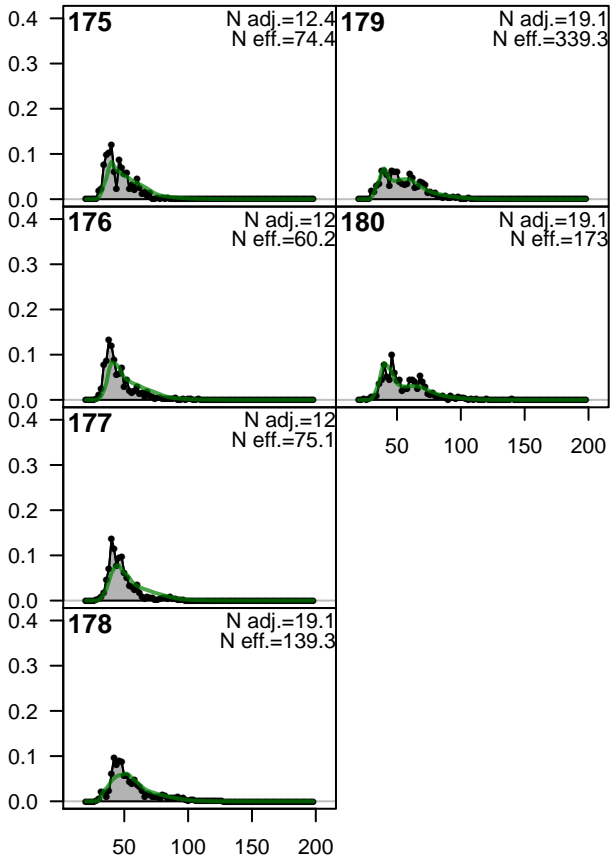 0.4
0.3
0.2
0.1
0.0
175
N adj.=12.4
N eff.=74.4
179
N adj.=19.1
N eff.=339.3
0.4
0.3
0.2
0.1
0.0
176
N adj.=12
N eff.=60.2
180
N adj.=19.1
N eff.=173
0.4
0.3
0.2
0.1
0.0
177
N adj.=12
N eff.=75.1
50 100 150 200
0.4
0.3
0.2
0.1
0.0
178
N adj.=19.1
N eff.=139.3
50 100 150 200